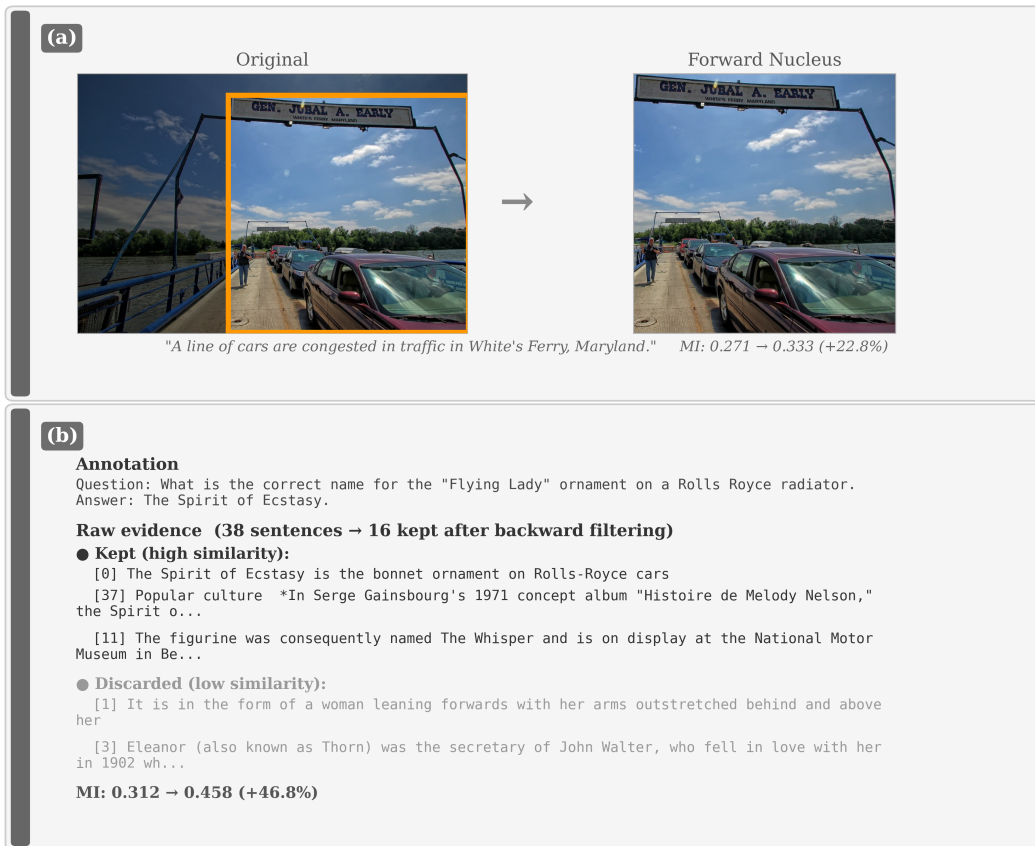 (a)
Original
Forward Nucleus
GEN. JUBAL A. EARLY
WHITE'S FERRY, MARYLAND
GEN. JUBAL A. EARLY
WHITE'S FERRY, MARYLAND
→
"A line of cars are congested in traffic in White's Ferry, Maryland." MI: 0.271 → 0.333 (+22.8%)
(b)
Annotation
Question: What is the correct name for the "Flying Lady" ornament on a Rolls Royce radiator.
Answer: The Spirit of Ecstasy.
Raw evidence (38 sentences → 16 kept after backward filtering)
● Kept (high similarity):
[0] The Spirit of Ecstasy is the bonnet ornament on Rolls-Royce cars
[37] Popular culture *In Serge Gainsbourg's 1971 concept album "Histoire de Melody Nelson,"
the Spirit o...
[11] The figurine was consequently named The Whisper and is on display at the National Motor
Museum in Be...
● Discarded (low similarity):
[1] It is in the form of a woman leaning forwards with her arms outstretched behind and above
her
[3] Eleanor (also known as Thorn) was the secretary of John Walter, who fell in love with her
in 1902 wh...
MI: 0.312 → 0.458 (+46.8%)